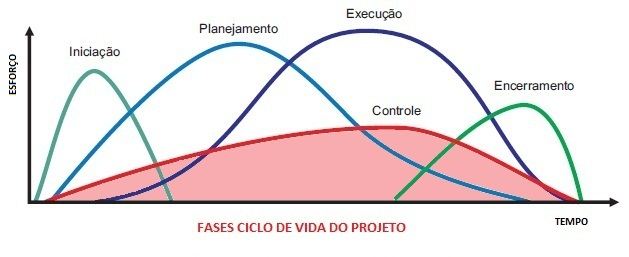 Execução
Planejamento
Iniciação
Encerramento
ESFORÇO
Controle
TEMPO
FASES CICLO DE VIDA DO PROJETO